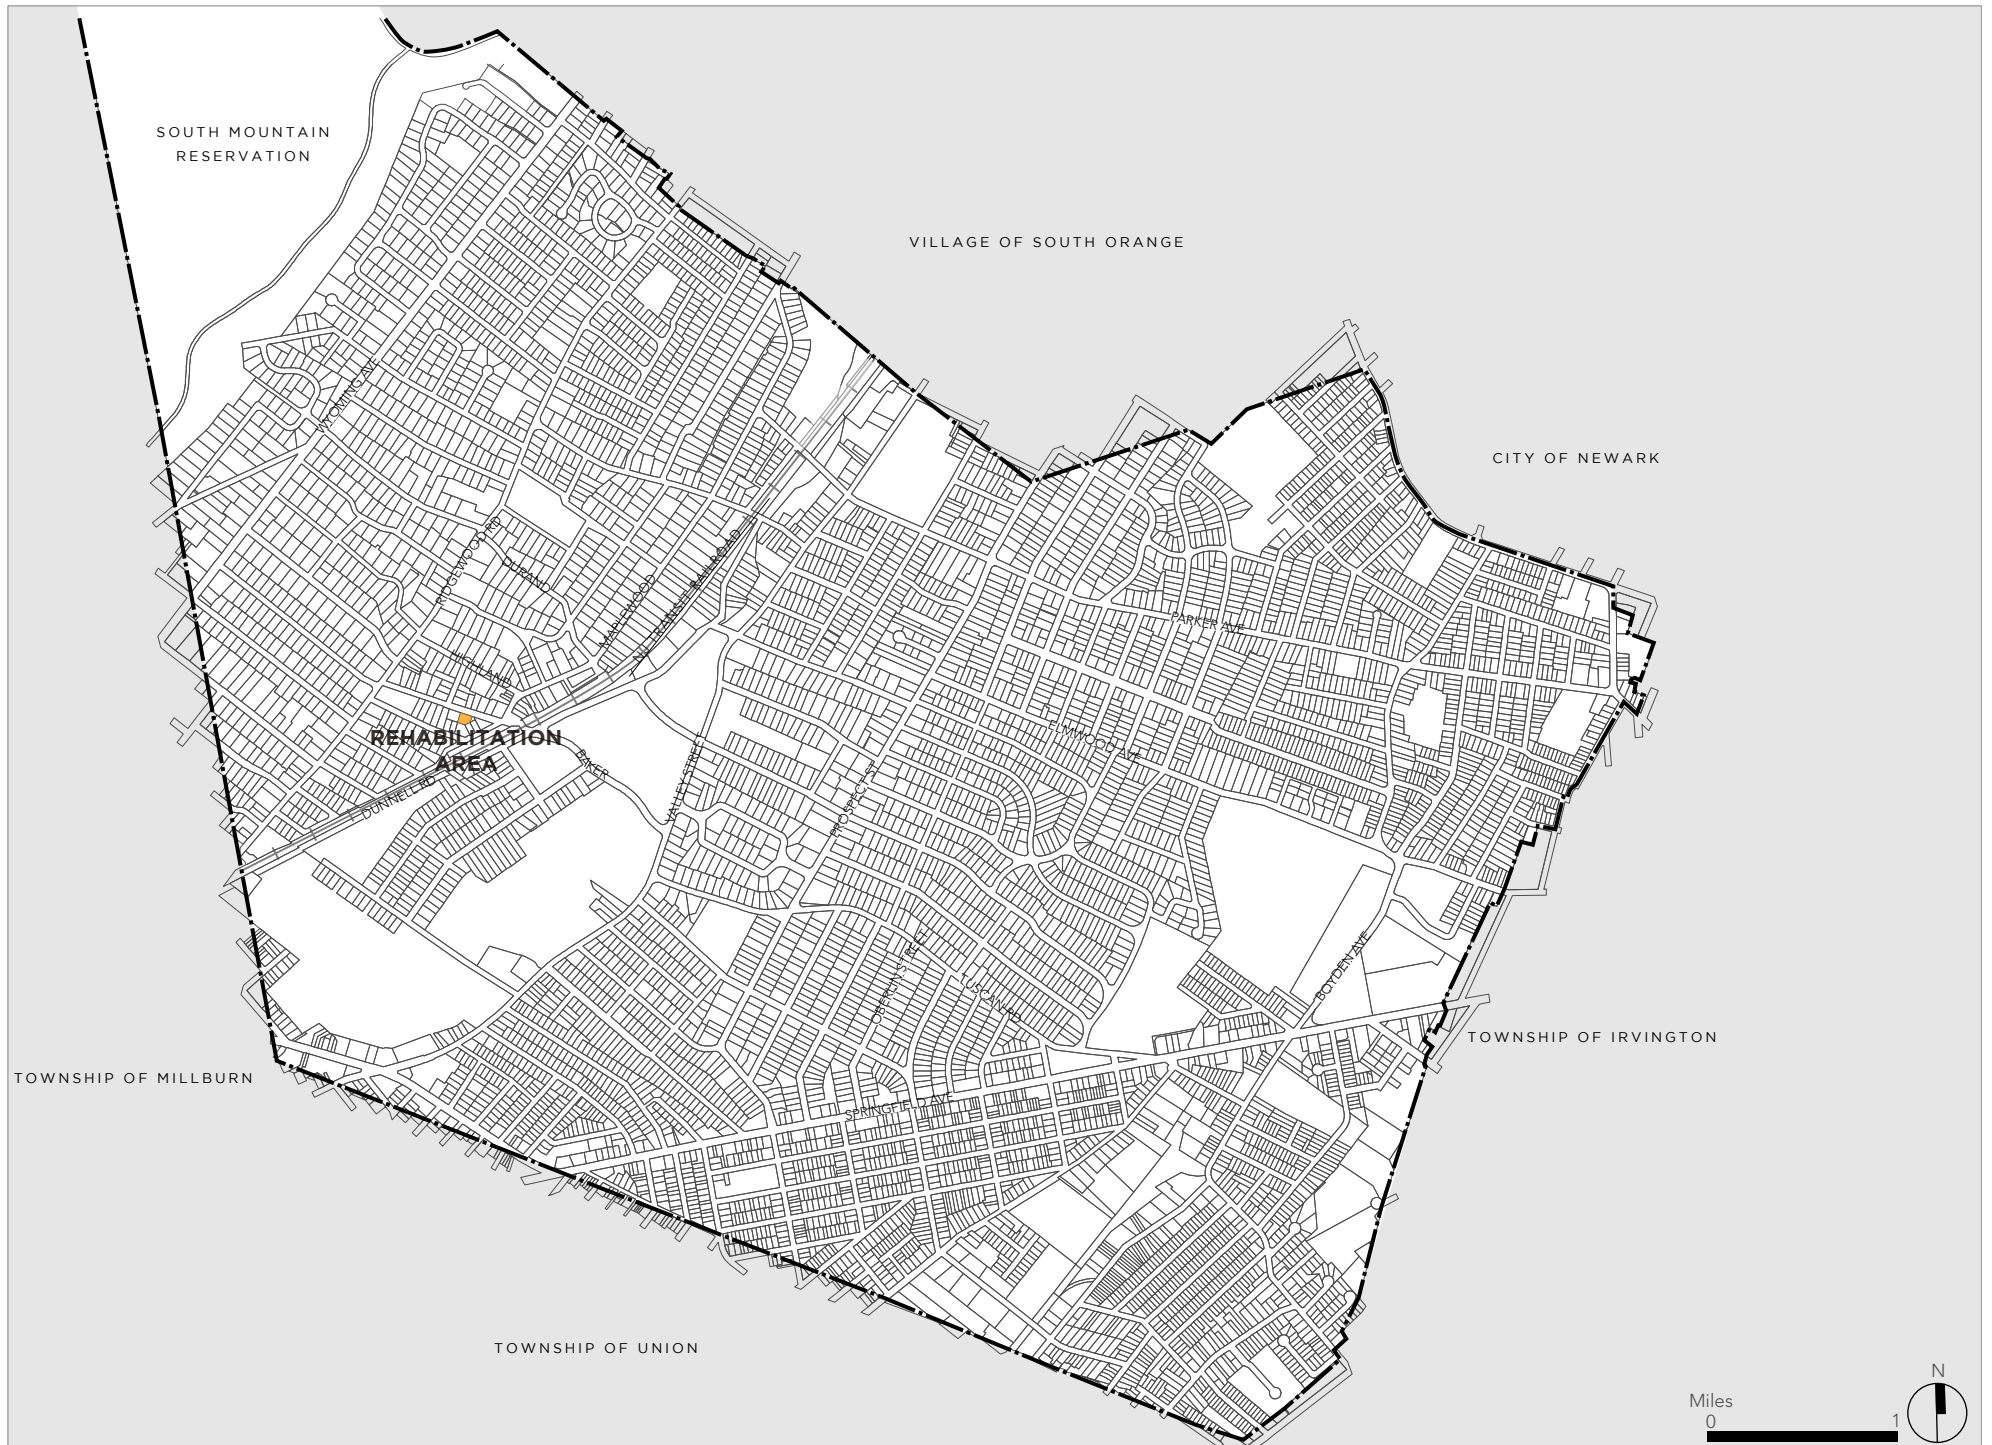 SOUTH MOUNTAIN
RESERVATION
VILLAGE OF SOUTH ORANGE
WYOMING AVE
CITY OF NEWARK
RIDGEWOOD RD
DURAND
MAPLEWOOD
NJ TRANSIT RAILROAD
PARKER AVE
HIGHLAND
REHABILITATION
AREA
BAKER
DUNNELL RD
VALLEY STREET
PROSPECT ST
ELMWOOD AVE
OBERLIN STREET
TUSCAN RD
BOYDEN AVE
TOWNSHIP OF IRVINGTON
TOWNSHIP OF MILLBURN
SPRINGFIELD AVE
TOWNSHIP OF UNION
N
Miles
0 1